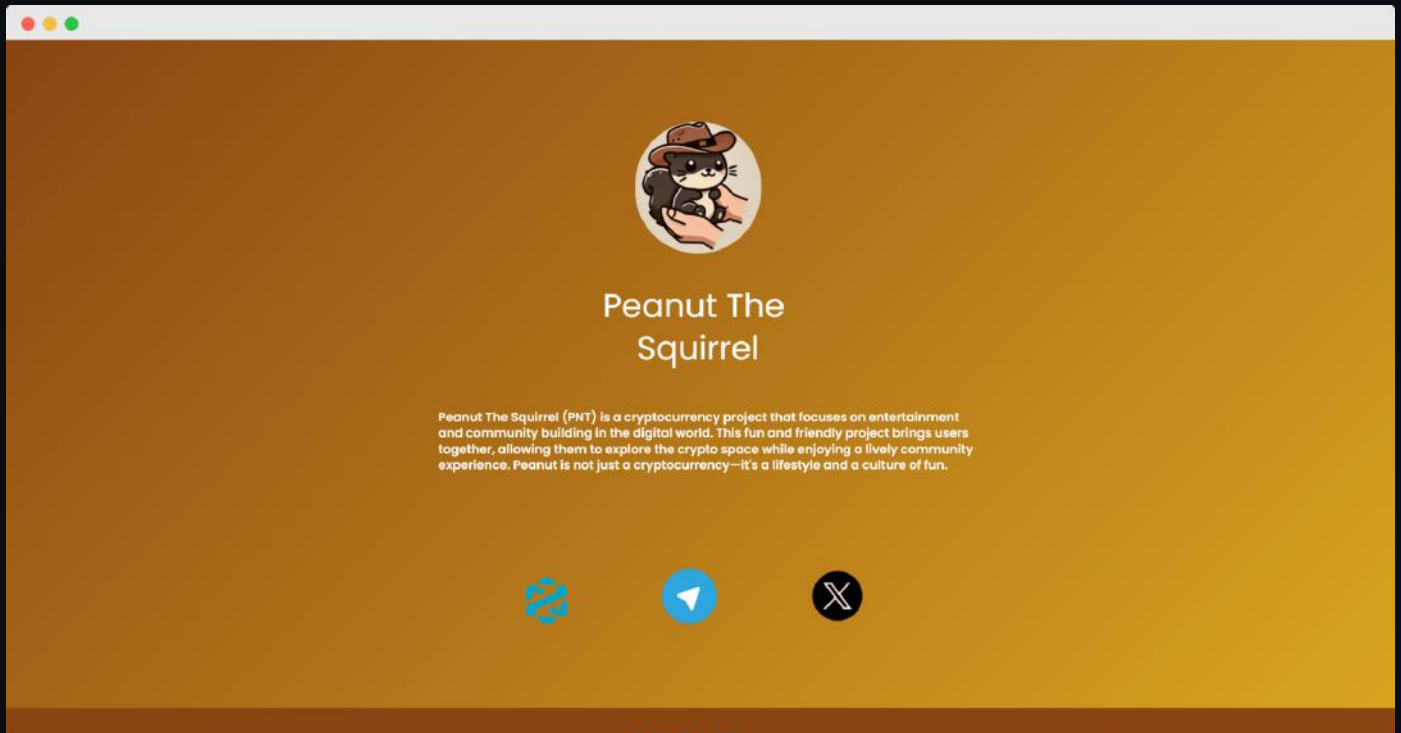 Peanut The
Squirrel
Peanut The Squirrel (PNT) is a cryptocurrency project that focuses on entertainment
and community building in the digital world. This fun and friendly project brings users
together, allowing them to explore the crypto space while enjoying a lively community
experience. Peanut is not just a cryptocurrency—it's a lifestyle and a culture of fun.